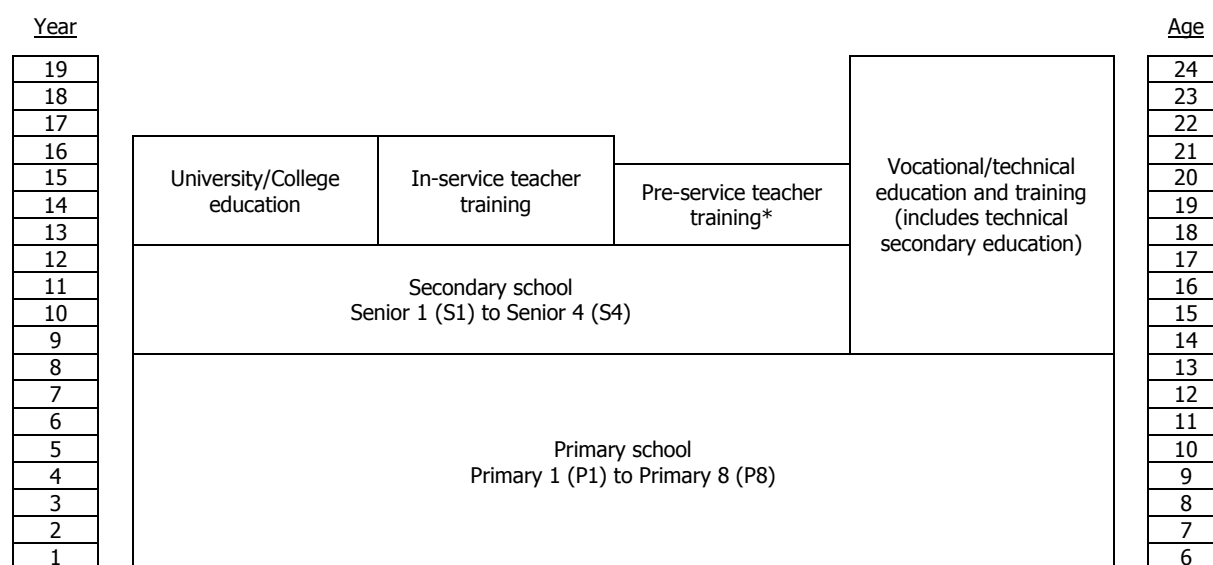 Year
Age
19
24
18
23
17
22
16
21
15
20
14
19
13
18
12
17
11
16
10
15
9
14
8
13
7
12
6
11
5
10
4
9
3
8
2
7
1
6
University/College
education
In-service teacher
training
Pre-service teacher
training*
Vocational/technical
education and training
(includes technical
secondary education)
Secondary school
Senior 1 (S1) to Senior 4 (S4)
Primary school
Primary 1 (P1) to Primary 8 (P8)